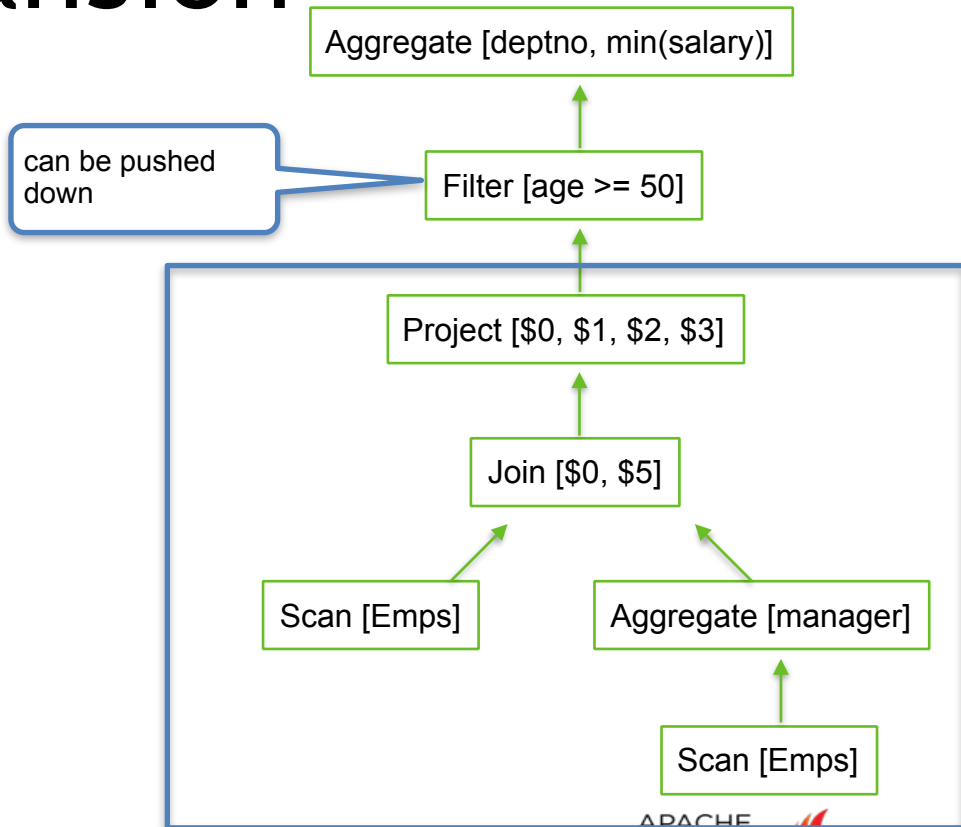 Aggregate [deptno, min(salary)]
can be pushed
down
Filter [age >= 50]
Project [$0, $1, $2, $3]
Join [$0, $5]
Scan [Emps]
Aggregate [manager]
Scan [Emps]
APACHE